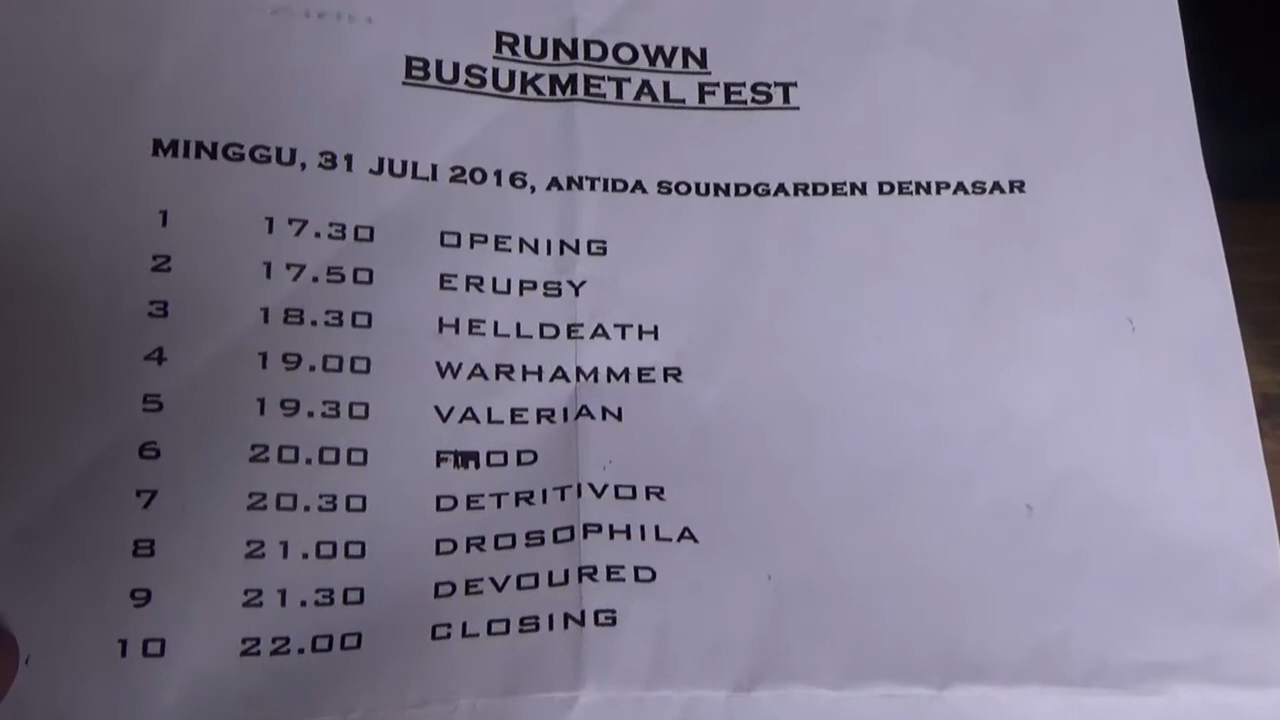 RUNDOWN
BUSUKMETAL FEST
MINGGU, 31 JULI 2016, ANTIDA SOUNDGARDEN DENPASAR
1 17.30 OPENING
2 17.50 ERUPSY
3 18.30 HELLDEATH
4 19.00 WARHAMMER
5 19.30 VALERIAN
6 20.00
7 20.30 DETRITIVOR
8 21.00 DROSOPHILA
9 21.30 DEVOURED
10 22.00 CLOSING